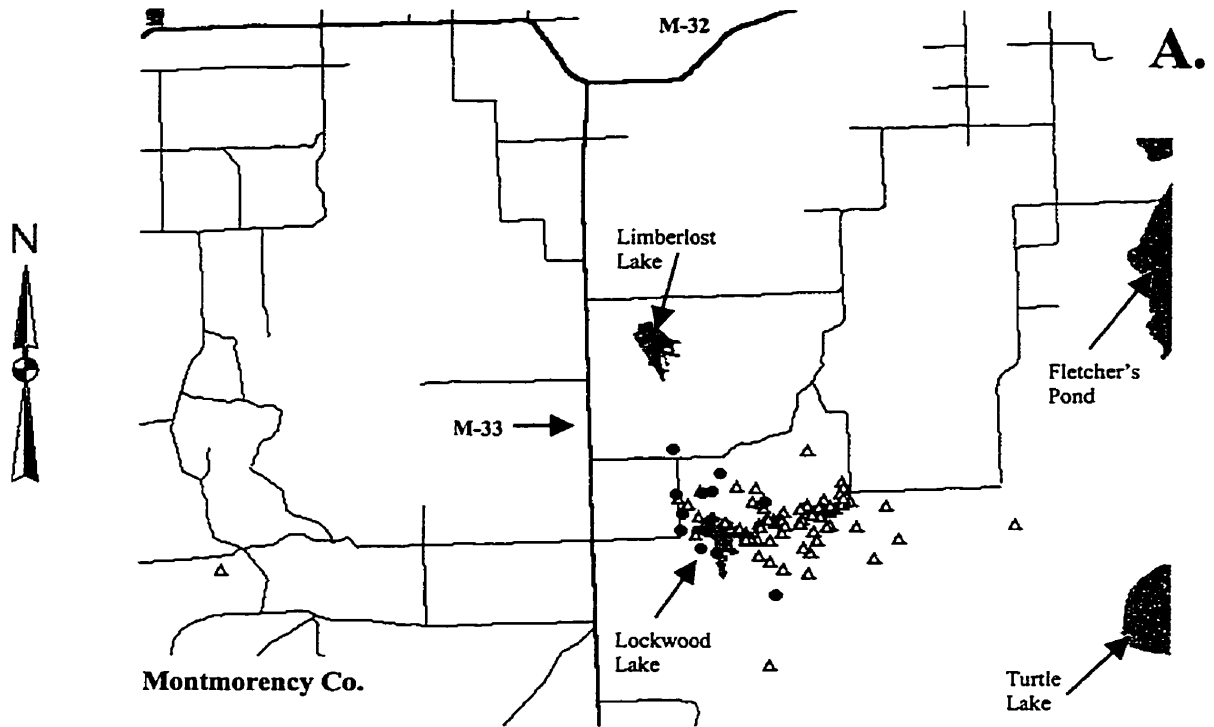 M-32
A.
N
Limberlost
Lake
Fletcher's
Pond
M-33
Lockwood
Lake
Montmorency Co.
Turtle
Lake